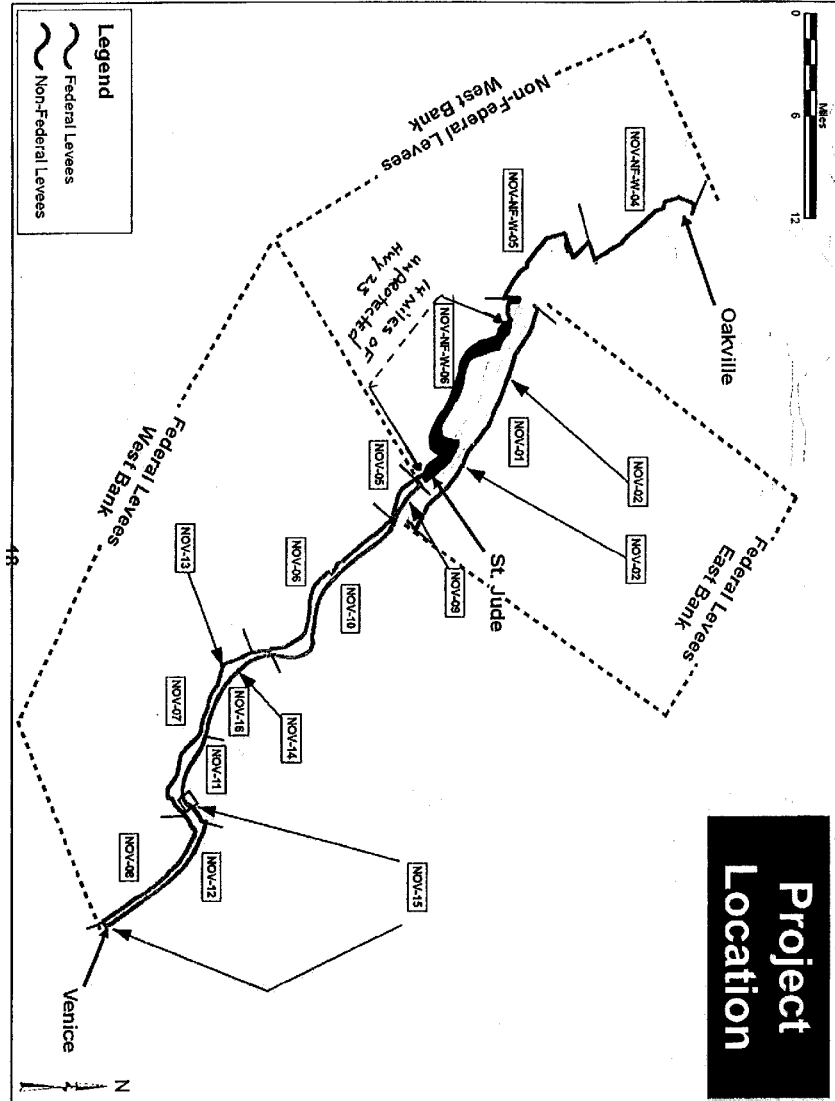 Project
Location
0
6
12
Miles
Oakville
NOV-NF-W-04
NOV-NF-W-05
Non-Federal Levees
West Bank
14 miles of
unprotected
Hwy 23
NOV-NF-W-06
NOV-01
NOV-02
NOV-02
Federal Levees
East Bank
NOV-05
St. Jude
NOV-09
NOV-06
NOV-10
NOV-13
Federal Levees
West Bank
NOV-07
NOV-16
NOV-14
NOV-11
NOV-15
NOV-08
NOV-12
Venice
N
Legend
Federal Levees
Non-Federal Levees